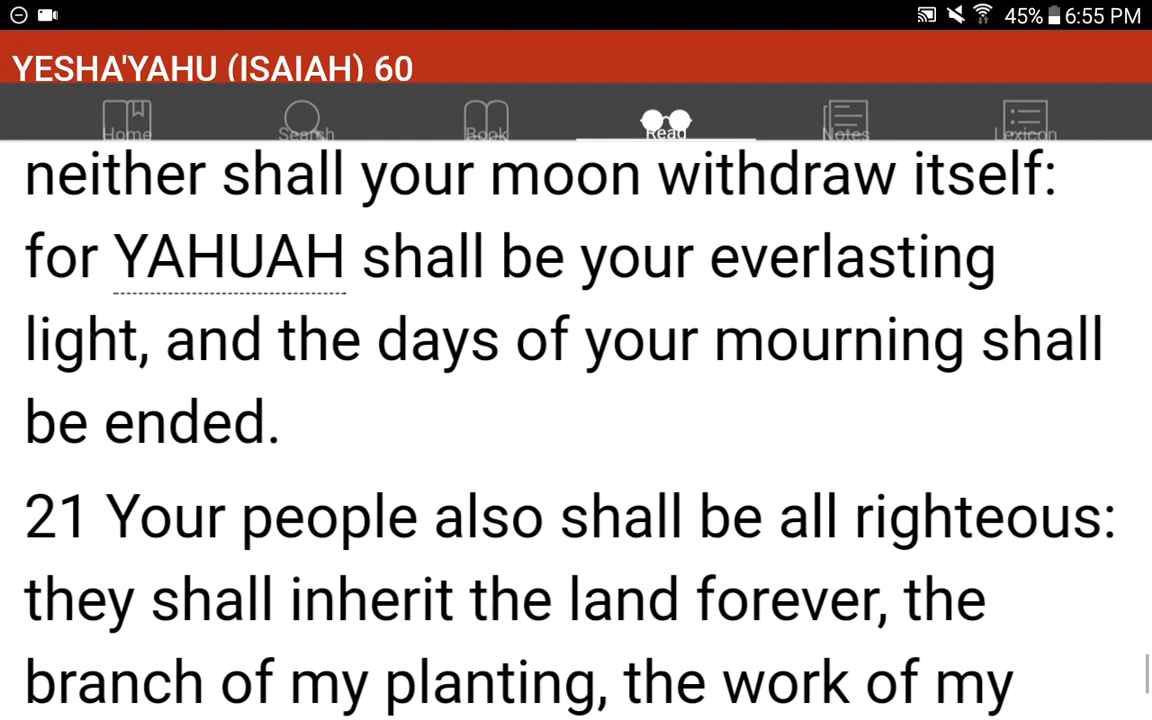 45% 6:55 PM
YESHA'YAHU (ISAIAH) 60
Home Search Book Read Notes Lexicon
neither shall your moon withdraw itself:
for YAHUAH shall be your everlasting
light, and the days of your mourning shall
be ended.
21 Your people also shall be all righteous:
they shall inherit the land forever, the
branch of my planting, the work of my